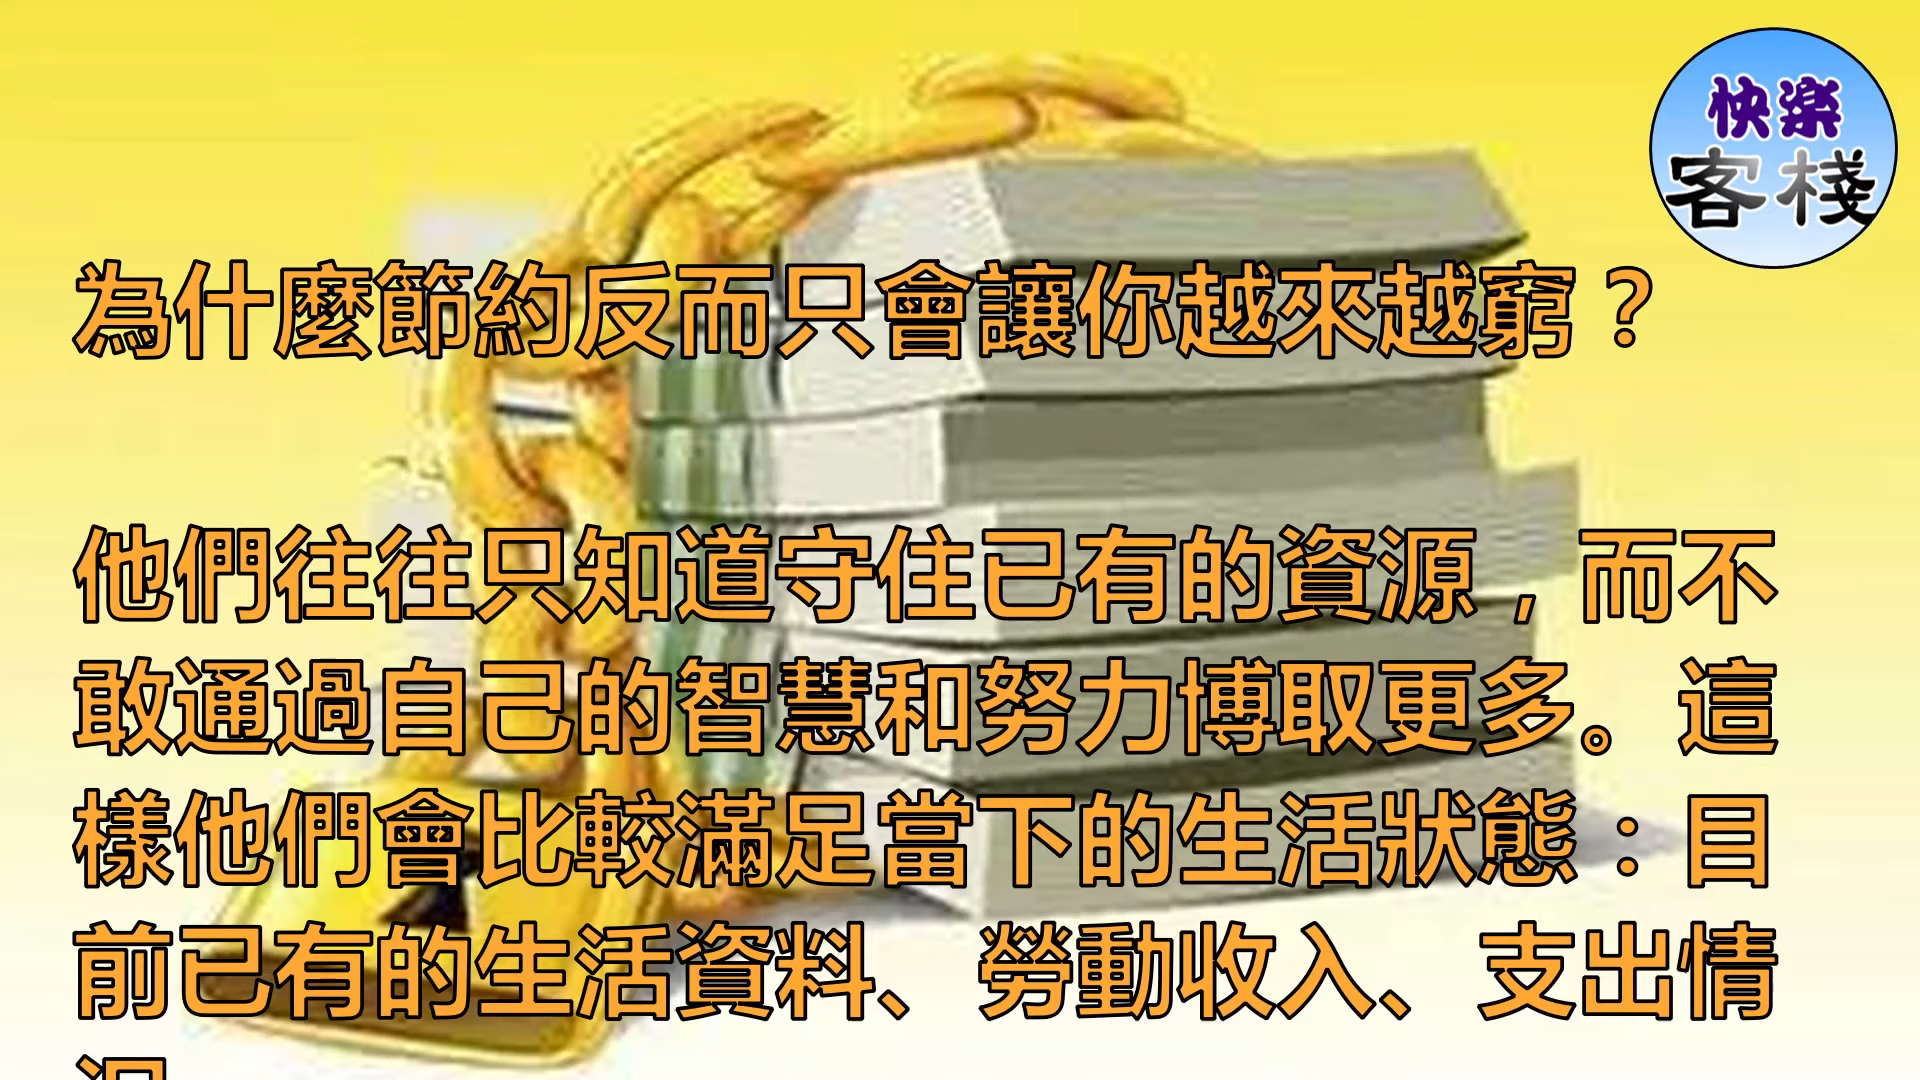 快楽
客棧
為什麼節約反而只會讓你越來越窮？
他們往往只知道守住已有的資源，而不
敢通過自己的智慧和努力博取更多。這
樣他們會比較滿足當下的生活狀態：目
前已有的生活資料、勞動收入、支出情